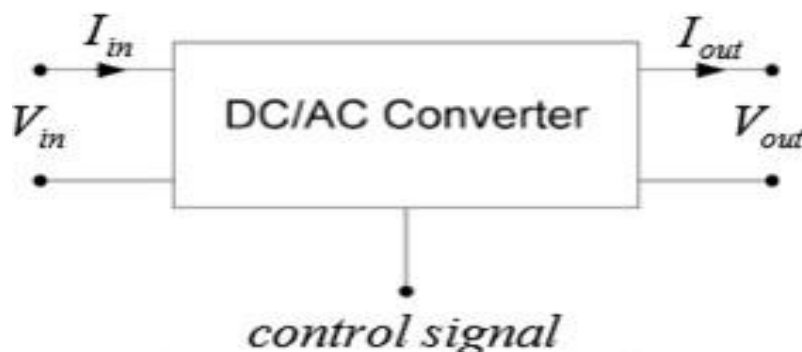 I_in I_out
DC/AC Converter
V_in V_out
control signal